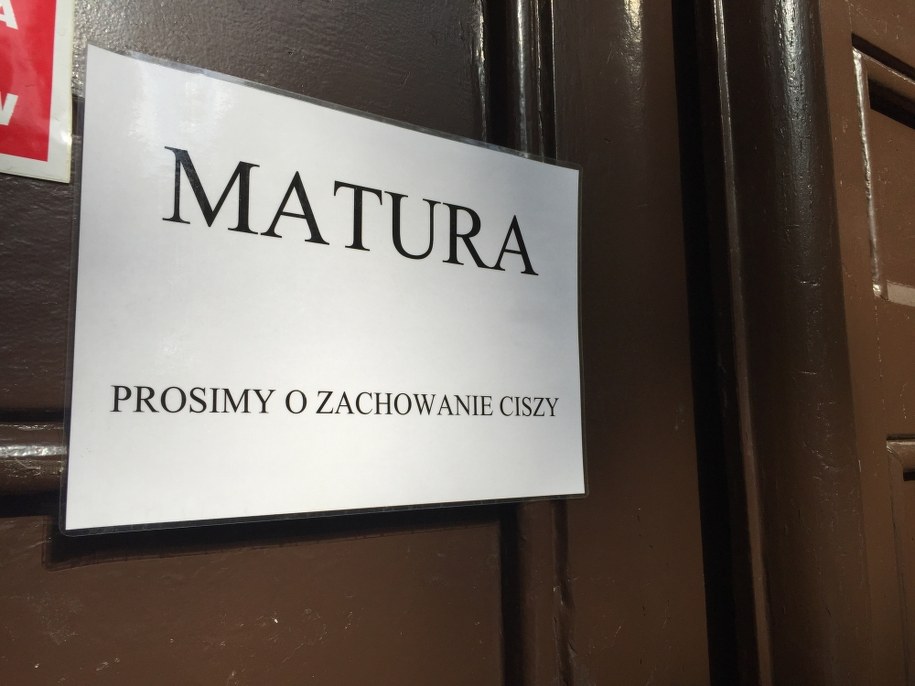 A
W
MATURA
PROSIMY O ZACHOWANIE CISZY